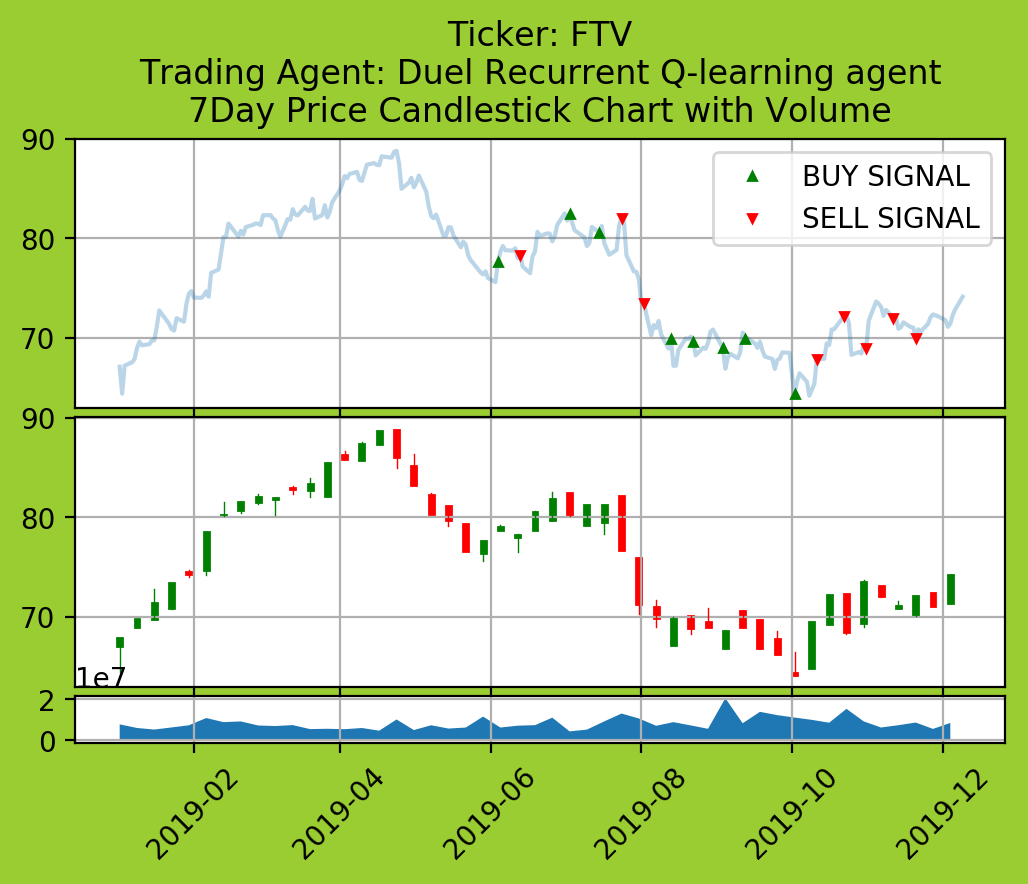 Ticker: FTV
Trading Agent: Duel Recurrent Q-learning agent
7Day Price Candlestick Chart with Volume
90
80
70
BUY SIGNAL
SELL SIGNAL
90
80
70
1e7
2
0
2019-02
2019-04
2019-06
2019-08
2019-10
2019-12